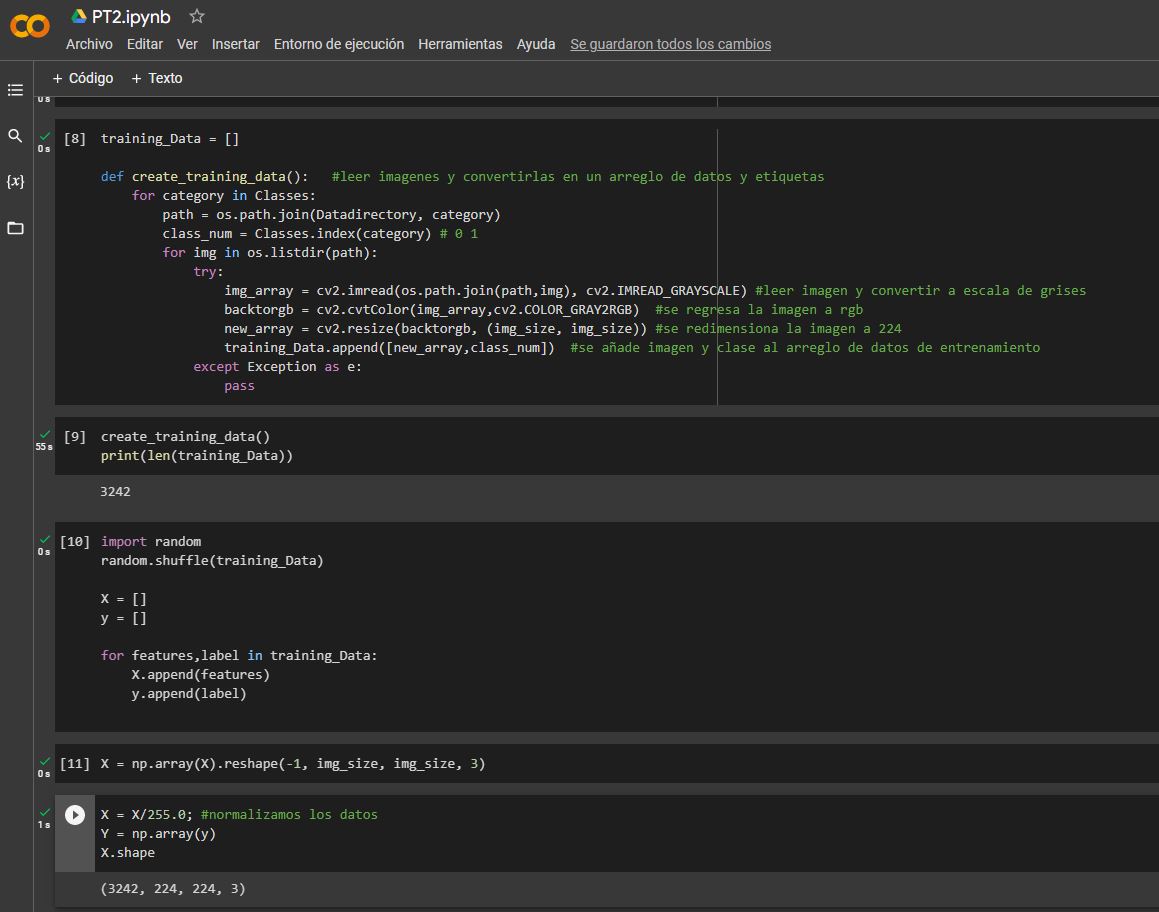 PT2.ipynb
Archivo Editar Ver Insertar Entorno de ejecución Herramientas Ayuda Se guardaron todos los cambios
+ Código + Texto
0 s
[8] training_Data = []
0 s
def create_training_data():   #leer imagenes y convertirlas en un arreglo de datos y etiquetas
    for category in Classes:
        path = os.path.join(Datadirectory, category)
        class_num = Classes.index(category) # 0 1
        for img in os.listdir(path):
            try:
                img_array = cv2.imread(os.path.join(path,img), cv2.IMREAD_GRAYSCALE) #leer imagen y convertir a escala de grises
                backtorgb = cv2.cvtColor(img_array,cv2.COLOR_GRAY2RGB)  #se regresa la imagen a rgb
                new_array = cv2.resize(backtorgb, (img_size, img_size)) #se redimensiona la imagen a 224
                training_Data.append([new_array,class_num])  #se añade imagen y clase al arreglo de datos de entrenamiento
            except Exception as e:
                pass
[9] create_training_data()
55 s
print(len(training_Data))
3242
[10] import random
0 s
random.shuffle(training_Data)
X = []
y = []
for features,label in training_Data:
    X.append(features)
    y.append(label)
[11] X = np.array(X).reshape(-1, img_size, img_size, 3)
0 s
X = X/255.0; #normalizamos los datos
1 s
Y = np.array(y)
X.shape
(3242, 224, 224, 3)